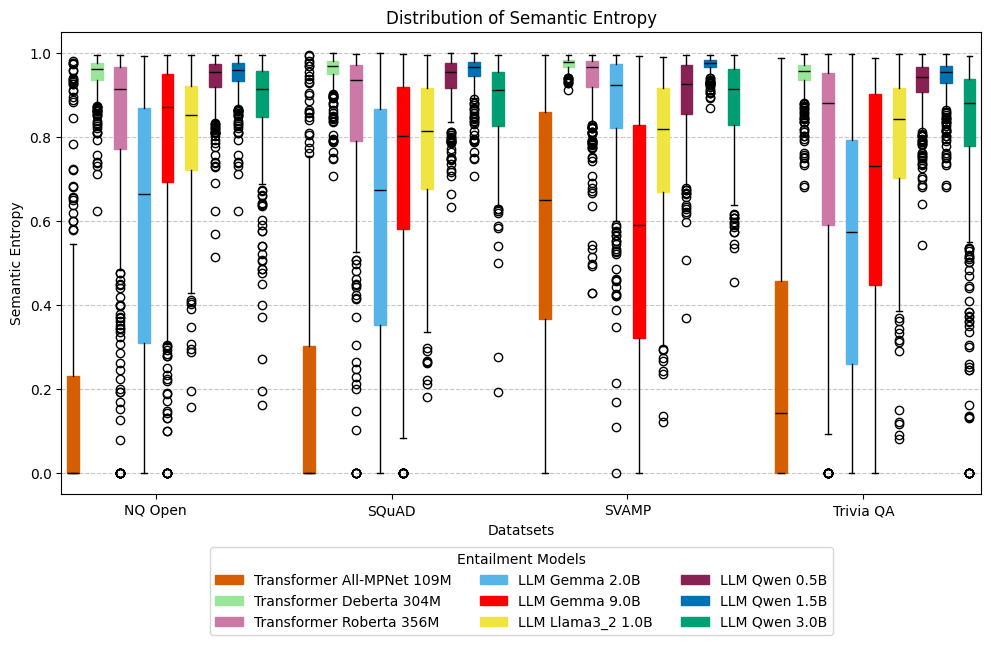 Distribution of Semantic Entropy
Semantic Entropy
1.0
0.8
0.6
0.4
0.2
0.0
NQ Open SQuAD SVAMP Trivia QA
Datatsets
Entailment Models
Transformer All-MPNet 109M LLM Gemma 2.0B LLM Qwen 0.5B
Transformer Deberta 304M LLM Gemma 9.0B LLM Qwen 1.5B
Transformer Roberta 356M LLM Llama3_2 1.0B LLM Qwen 3.0B